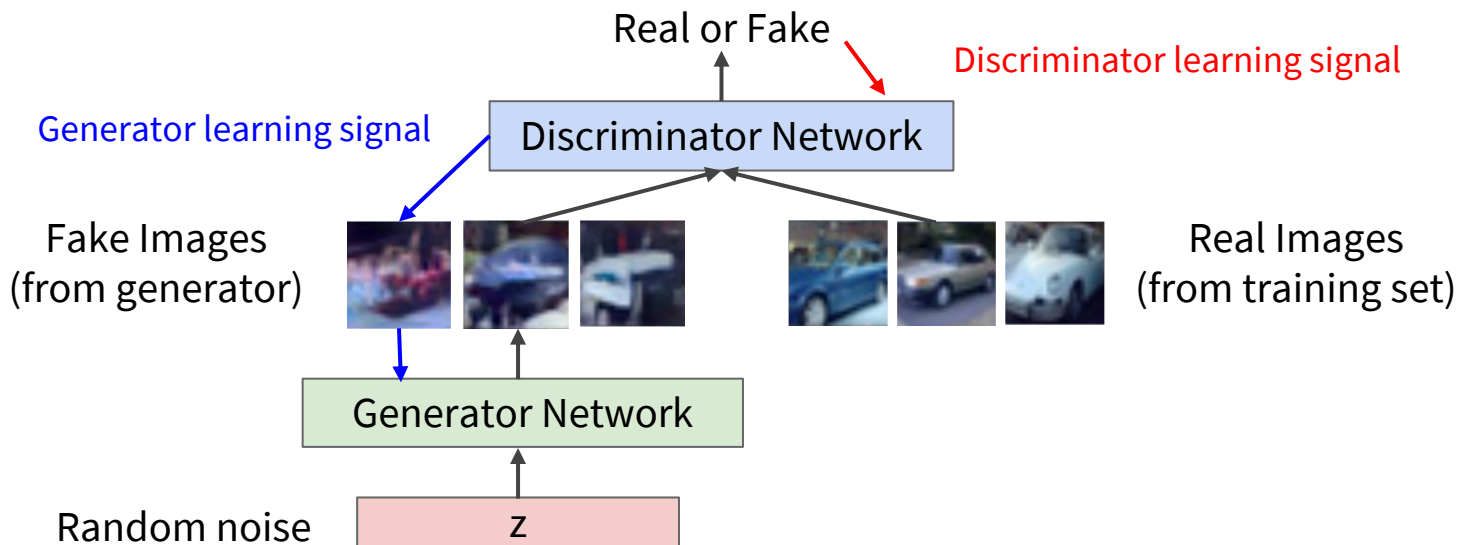 Real or Fake
Discriminator learning signal
Generator learning signal
Discriminator Network
Fake Images
(from generator)
Real Images
(from training set)
Generator Network
Random noise
z